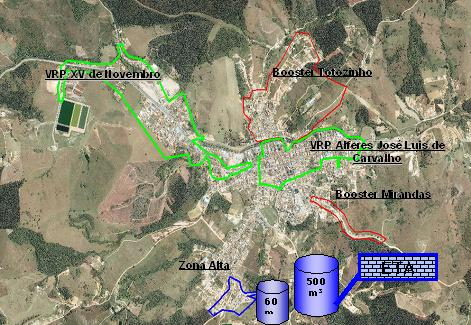 VRP XV de Novembro
Booster Totozinho
VRP Alferes José Luis de
Carvalho
Booster Mirandas
Zona Alta
ETA
500
m³
60
m